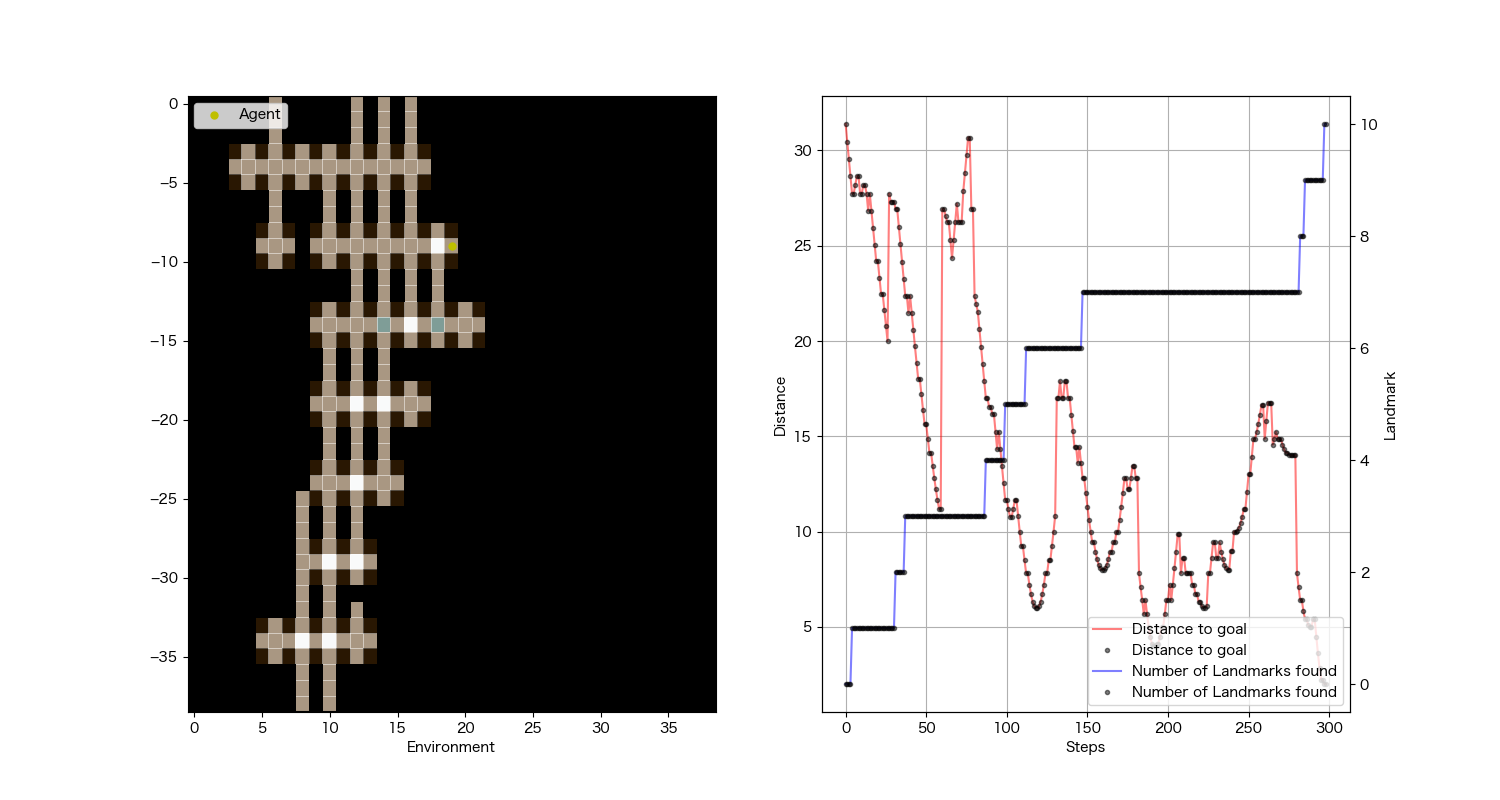 Agent
0
−5
−10
−15
−20
−25
−30
−35
0 5 10 15 20 25 30 35
Environment
Distance
30
25
20
15
10
5
0 50 100 150 200 250 300
Steps
10
8
6
4
2
0
Landmark
Distance to goal
Distance to goal
Number of Landmarks found
Number of Landmarks found